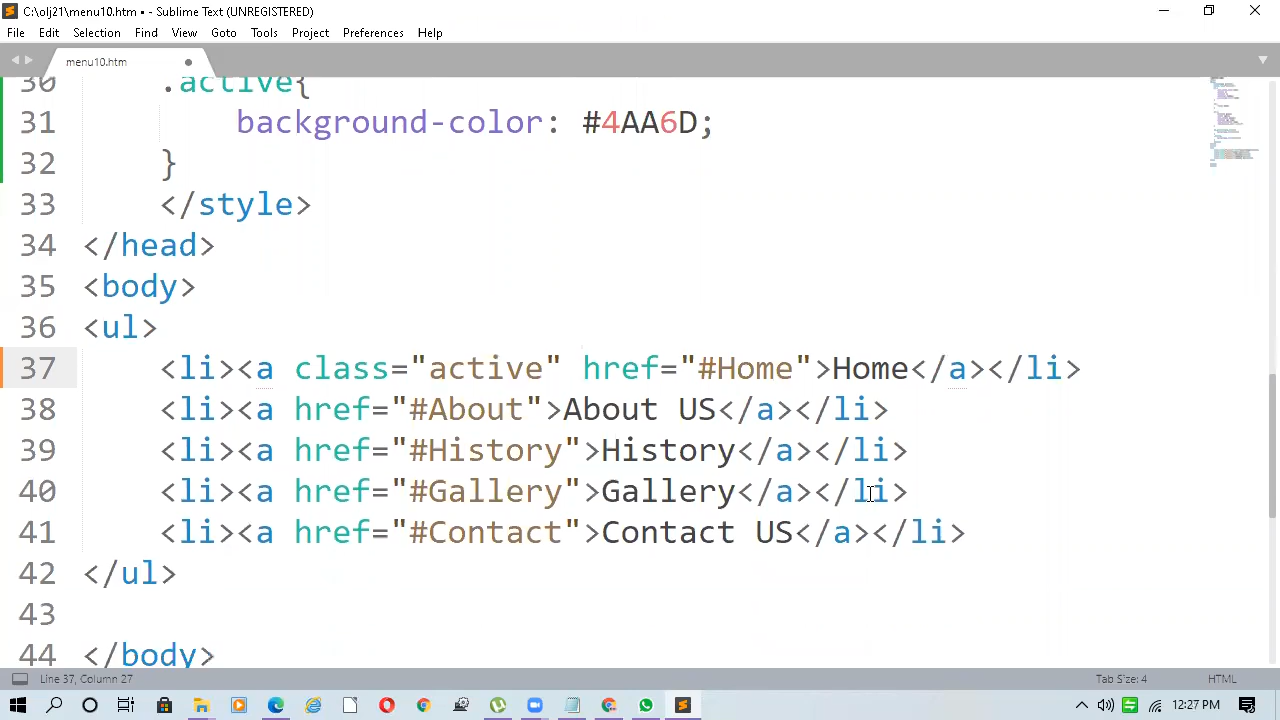 C:\olj21\menu10.htm • - Sublime Text (UNREGISTERED)
File Edit Selection Find View Goto Tools Project Preferences Help
menu10.htm
30 .active{
31 background-color: #4AA6D;
32 }
33 </style>
34 </head>
35 <body>
36 <ul>
37 <li><a class="active" href="#Home">Home</a></li>
38 <li><a href="#About">About US</a></li>
39 <li><a href="#History">History</a></li>
40 <li><a href="#Gallery">Gallery</a></li>
41 <li><a href="#Contact">Contact US</a></li>
42 </ul>
43
44 </body>
Line 37, Column 27 Tab Size: 4 HTML
12:27 PM